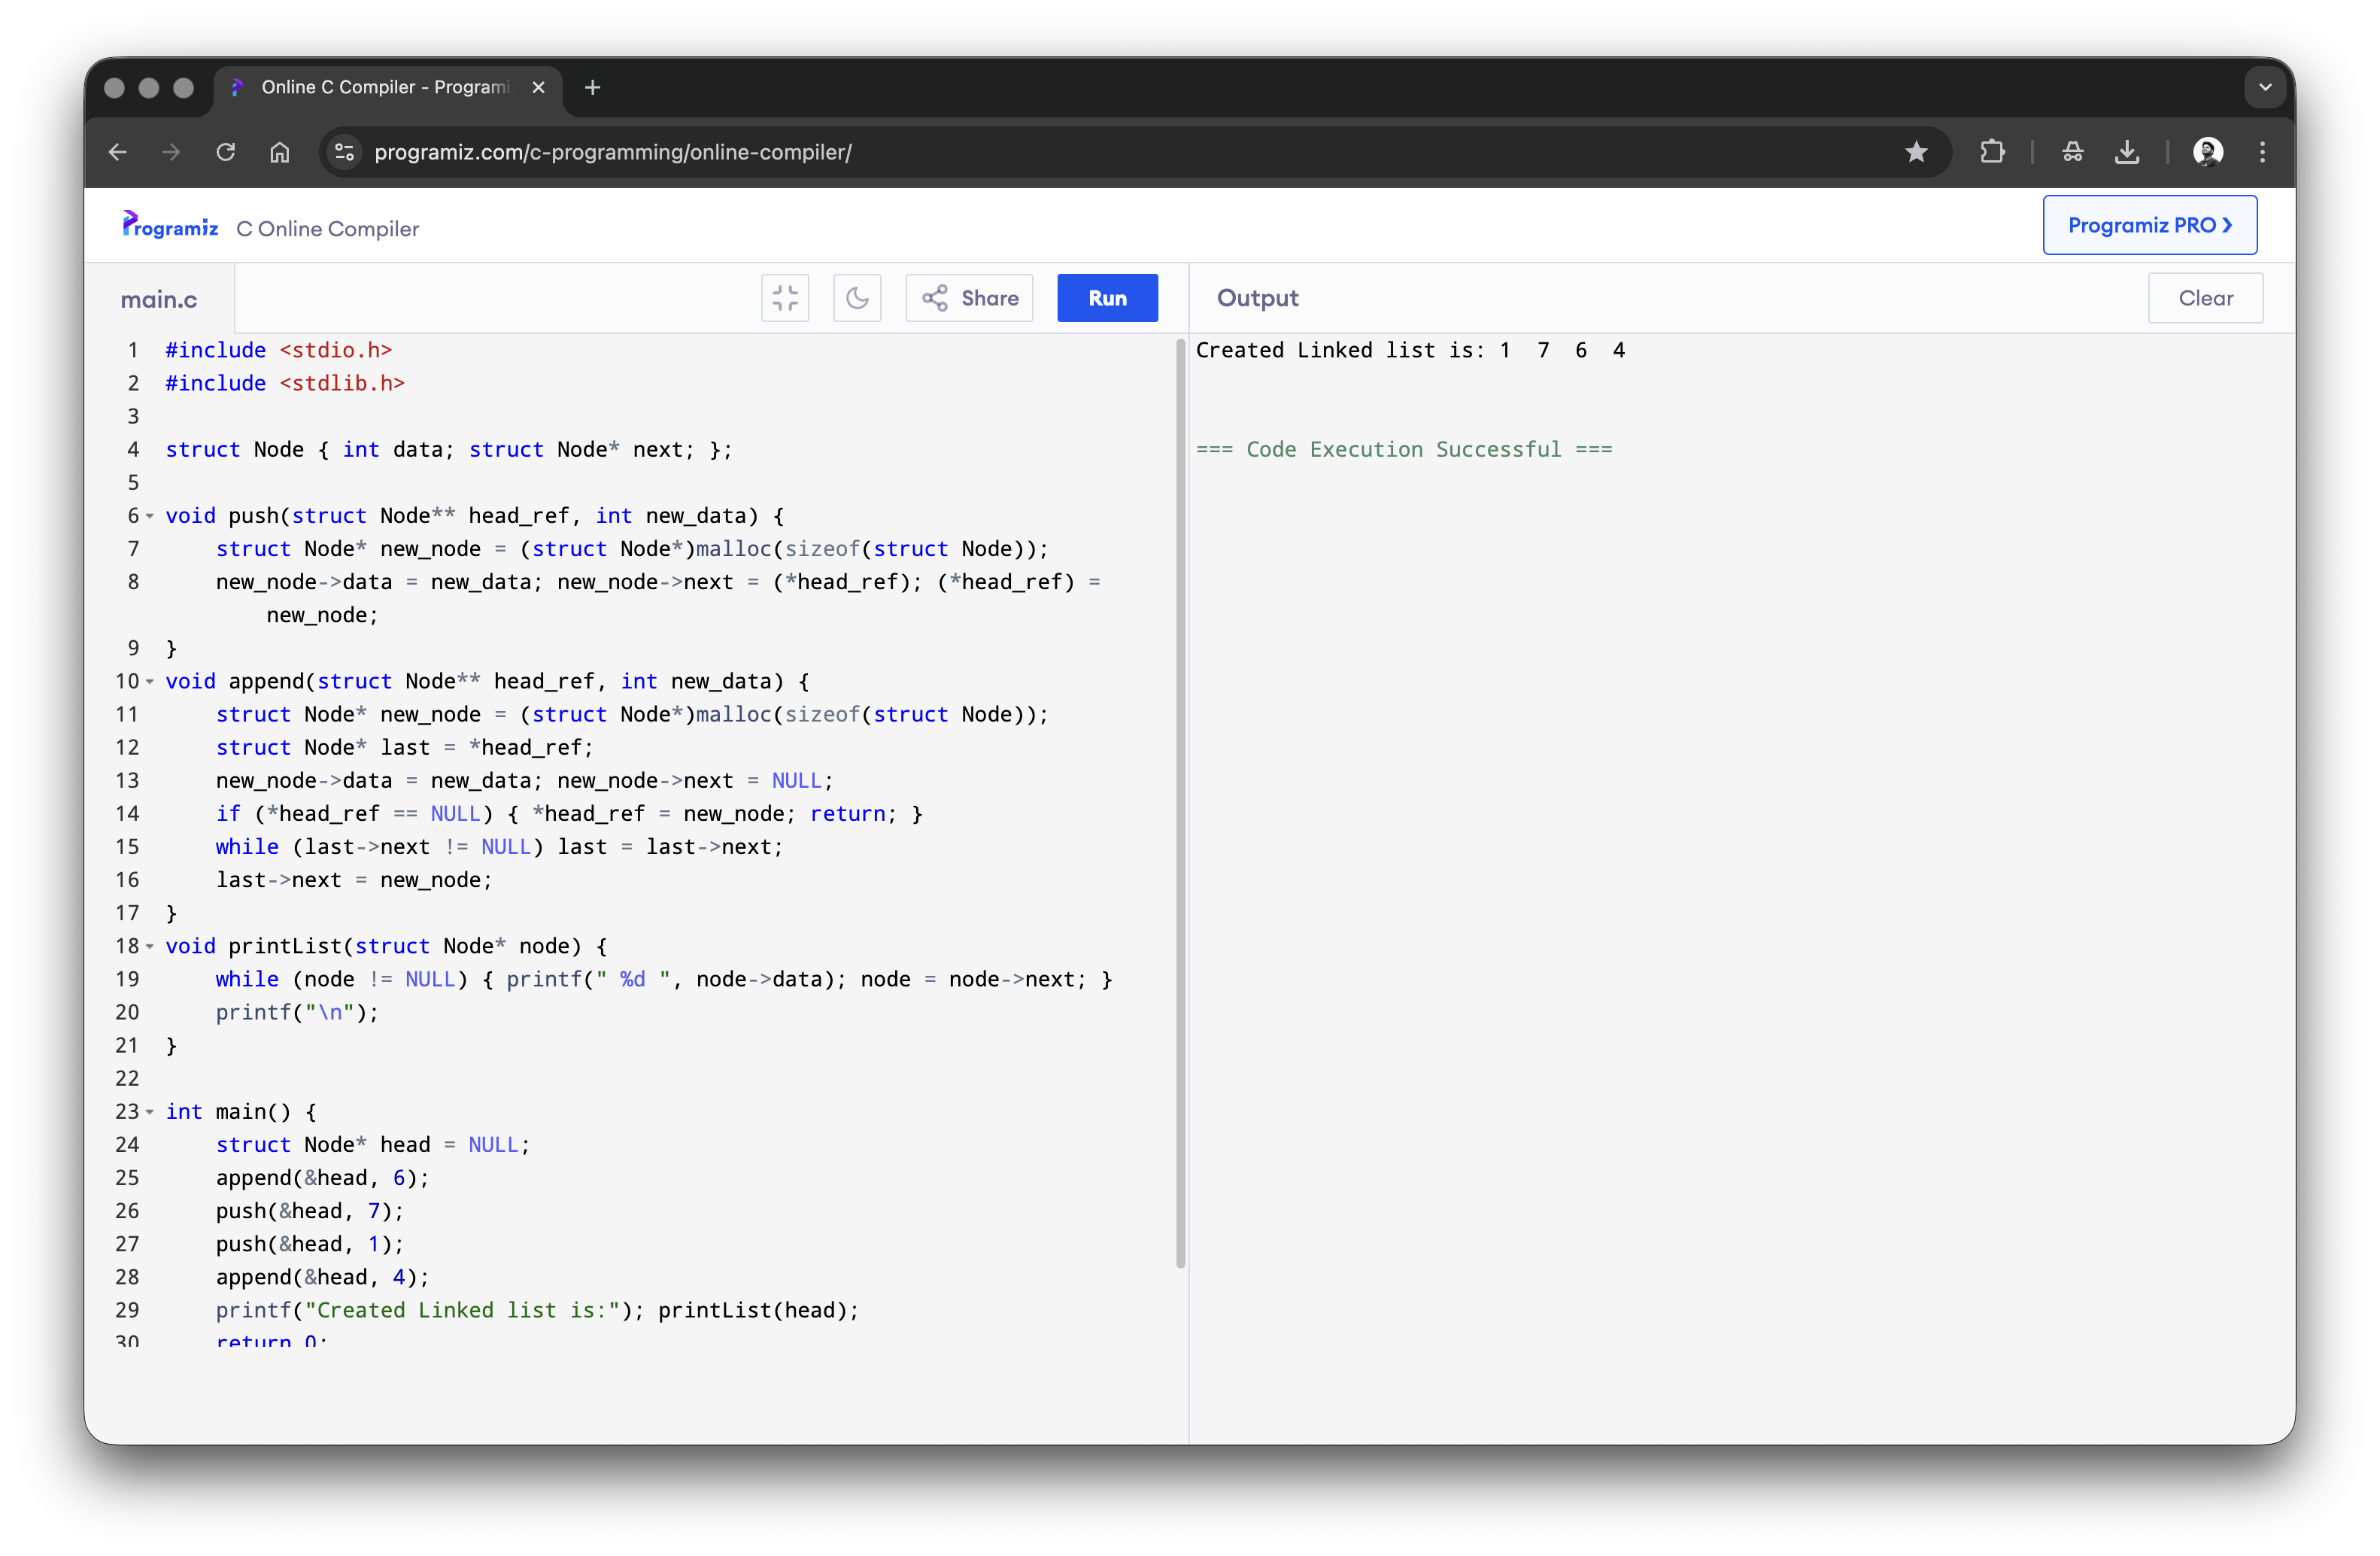 Online C Compiler - Programi
programiz.com/c-programming/online-compiler/
Programiz C Online Compiler
Programiz PRO ❯
main.c
Share
Run
Output
Clear
1 #include <stdio.h>
2 #include <stdlib.h>
3
4 struct Node { int data; struct Node* next; };
5
6 void push(struct Node** head_ref, int new_data) {
7     struct Node* new_node = (struct Node*)malloc(sizeof(struct Node));
8     new_node->data = new_data; new_node->next = (*head_ref); (*head_ref) =
        new_node;
9 }
10 void append(struct Node** head_ref, int new_data) {
11     struct Node* new_node = (struct Node*)malloc(sizeof(struct Node));
12     struct Node* last = *head_ref;
13     new_node->data = new_data; new_node->next = NULL;
14     if (*head_ref == NULL) { *head_ref = new_node; return; }
15     while (last->next != NULL) last = last->next;
16     last->next = new_node;
17 }
18 void printList(struct Node* node) {
19     while (node != NULL) { printf(" %d ", node->data); node = node->next; }
20     printf("\n");
21 }
22
23 int main() {
24     struct Node* head = NULL;
25     append(&head, 6);
26     push(&head, 7);
27     push(&head, 1);
28     append(&head, 4);
29     printf("Created Linked list is:"); printList(head);
30     return 0;
Created Linked list is: 1  7  6  4
=== Code Execution Successful ===